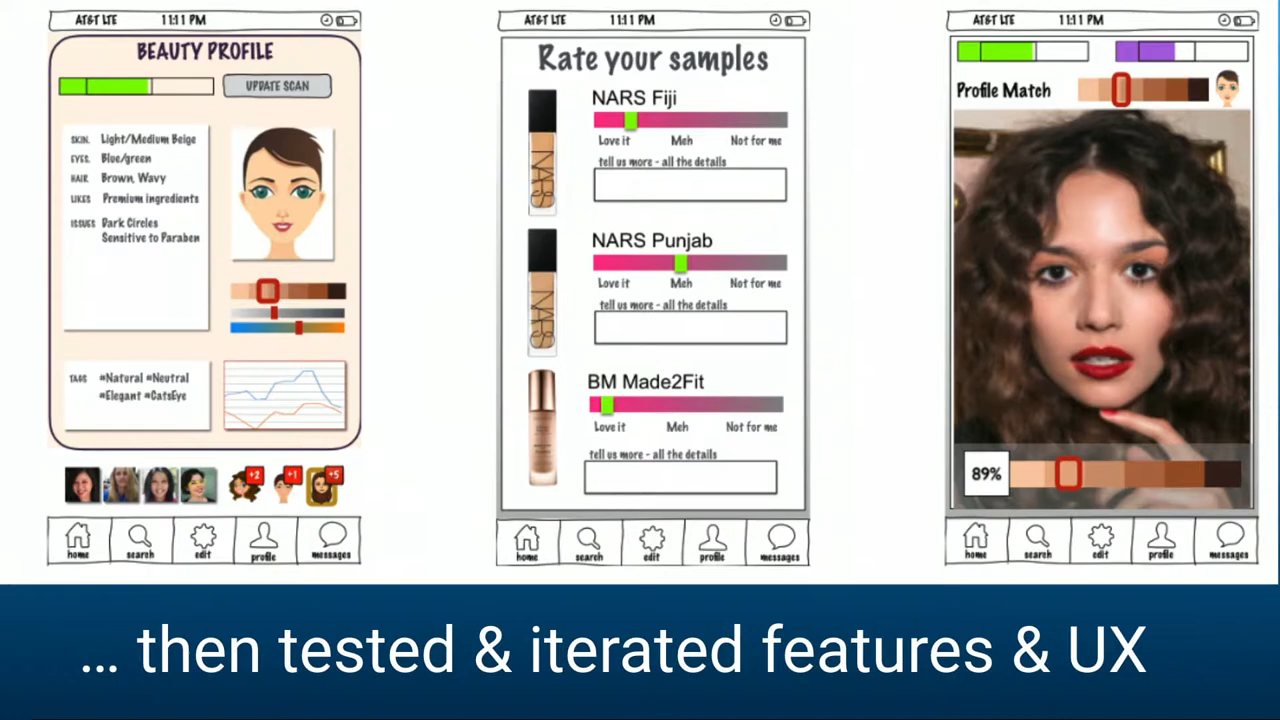 AT&T LTE 11:11 PM
BEAUTY PROFILE
UPDATE SCAN
SKIN. Light/Medium Beige
EYES. Blue/green
HAIR Brown, Wavy
LIKES Premium ingredients
ISSUES Dark Circles
Sensitive to Paraben
TAGS #Natural #Neutral
#Elegant #CatsEye
+2 +1 +5
home search edit profile messages
AT&T LTE 11:11 PM
Rate your samples
NARS Fiji
Love it Meh Not for me
tell us more - all the details
NARS
NARS Punjab
Love it Meh Not for me
tell us more - all the details
NARS
BM Made2Fit
Love it Meh Not for me
tell us more - all the details
home search edit profile messages
AT&T LTE 11:11 PM
Profile Match
89%
home search edit profile messages
... then tested & iterated features & UX